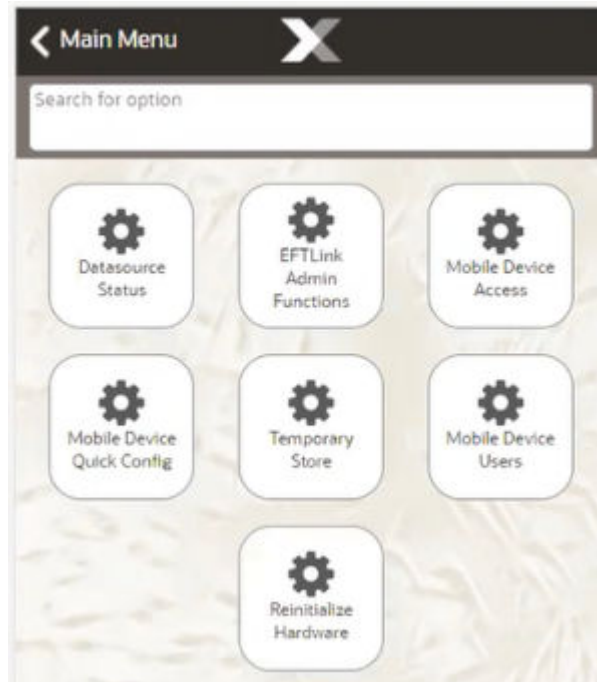 Main Menu
Search for option
Datasource
Status
EFTLink
Admin
Functions
Mobile Device
Access
Mobile Device
Quick Config
Temporary
Store
Mobile Device
Users
Reinitialize
Hardware